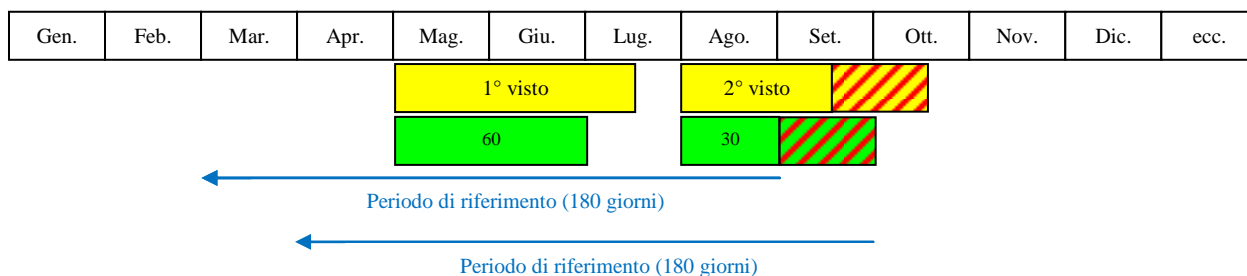 Gen. Feb. Mar. Apr. Mag. Giu. Lug. Ago. Set. Ott. Nov. Dic. ecc.
1° visto 2° visto
60 30
Periodo di riferimento (180 giorni)
Periodo di riferimento (180 giorni)